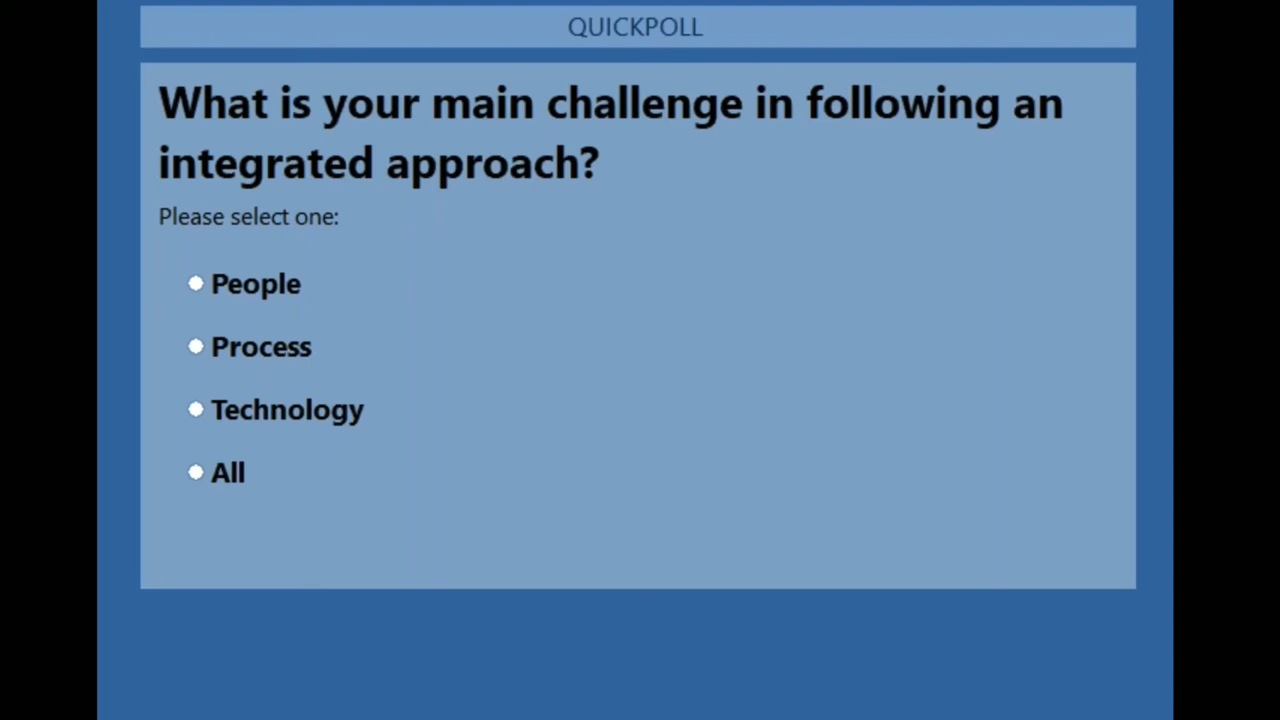 QUICKPOLL
What is your main challenge in following an
integrated approach?
Please select one:
People
Process
Technology
All